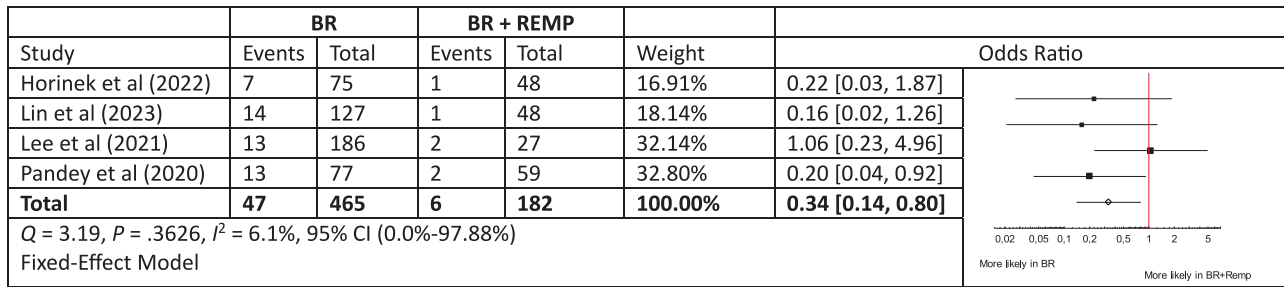 BR BR + REMP
Study Events Total Events Total Weight Odds Ratio
Horinek et al (2022) 7 75 1 48 16.91% 0.22 [0.03, 1.87]
Lin et al (2023) 14 127 1 48 18.14% 0.16 [0.02, 1.26]
Lee et al (2021) 13 186 2 27 32.14% 1.06 [0.23, 4.96]
Pandey et al (2020) 13 77 2 59 32.80% 0.20 [0.04, 0.92]
Total 47 465 6 182 100.00% 0.34 [0.14, 0.80]
Q = 3.19, P = .3626, I² = 6.1%, 95% CI (0.0%-97.88%)
Fixed-Effect Model
0,02 0,05 0,1 0,2 0,5 1 2 5
More likely in BR
More likely in BR+Remp